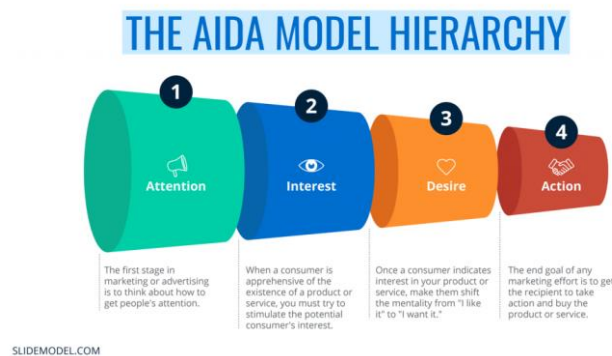 THE AIDA MODEL HIERARCHY
1
2
3
4
Attention
Interest
Desire
Action
The first stage in
marketing or advertising
is to think about how to
get people's attention.
When a consumer is
apprehensive of the
existence of a product or
service, you must try to
stimulate the potential
consumer's interest.
Once a consumer indicates
interest in your product or
service, make them shift
the mentality from "I like
it" to "I want it."
The end goal of any
marketing effort is to get
the recipient to take
action and buy the
product or service.
SLIDEMODEL.COM